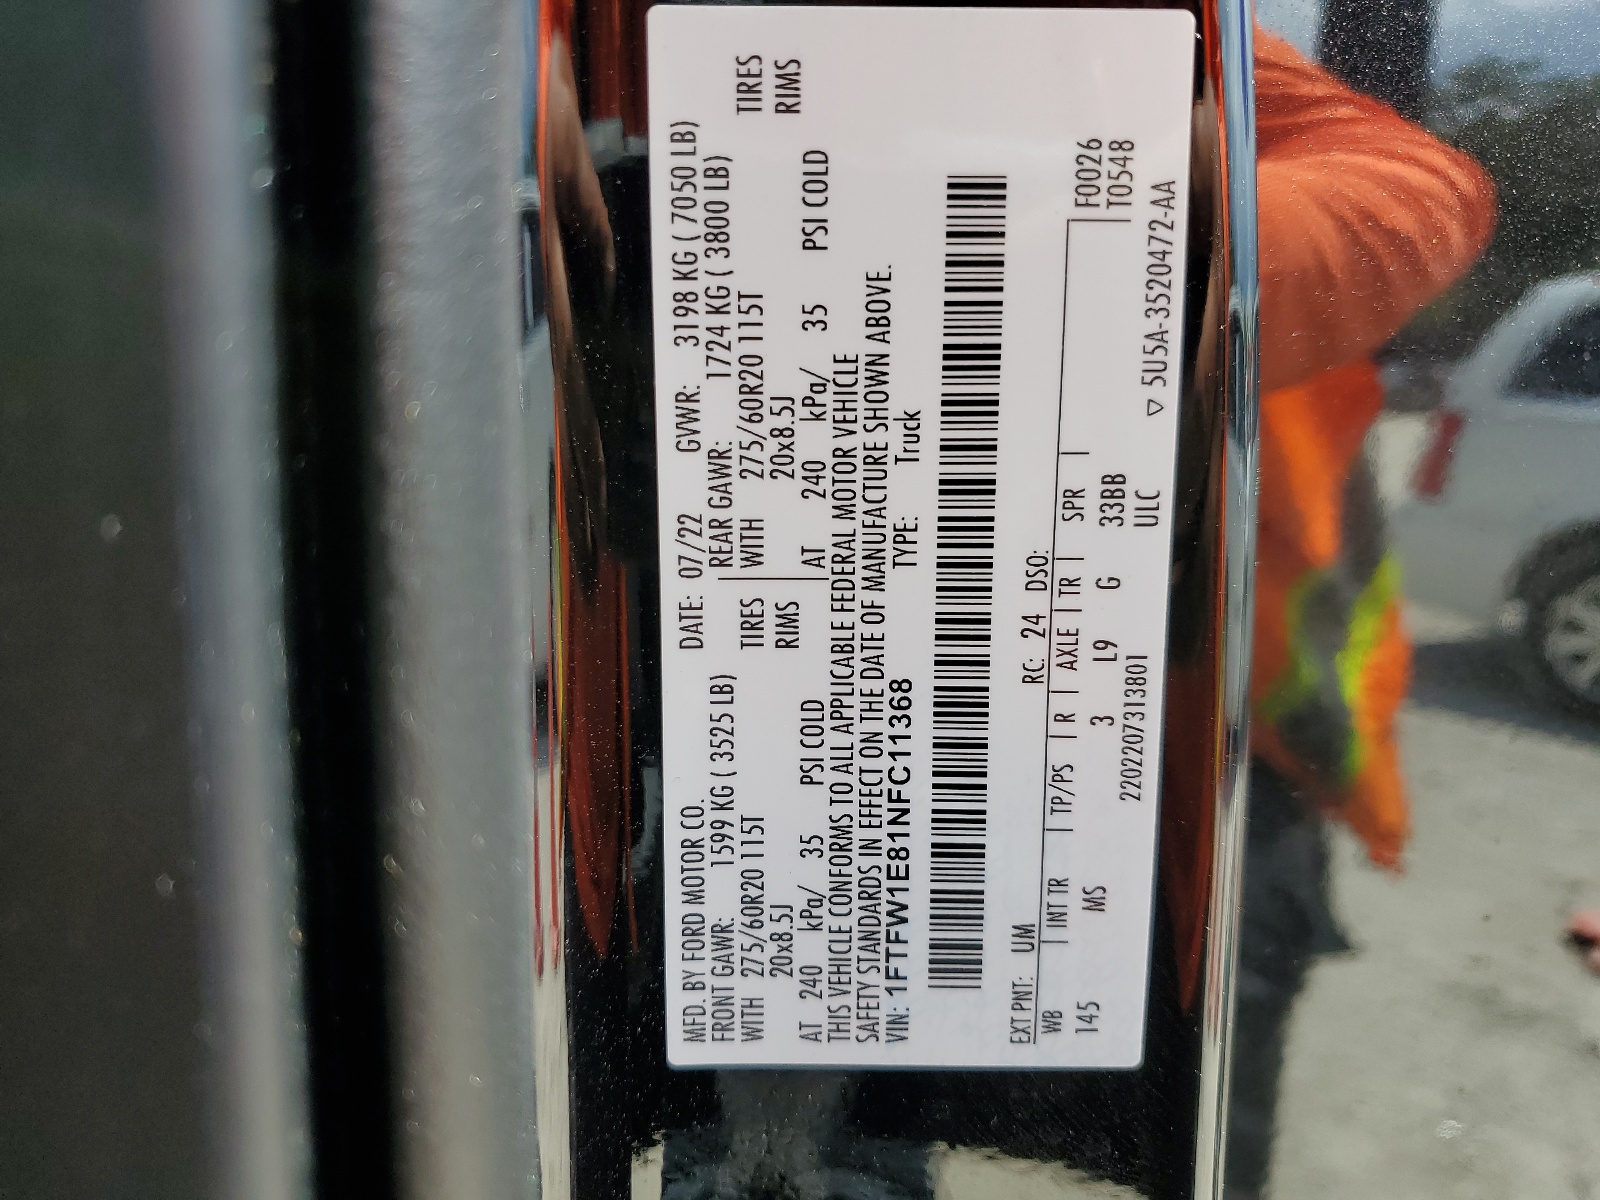 MFD. BY FORD MOTOR CO. DATE: 07/22 GVWR: 3198 KG ( 7050 LB)
FRONT GAWR: 1599 KG ( 3525 LB) REAR GAWR: 1724 KG ( 3800 LB)
WITH 275/60R20 115T TIRES WITH 275/60R20 115T TIRES
20x8.5J RIMS 20x8.5J RIMS
AT 240 kPa/ 35 PSI COLD AT 240 kPa/ 35 PSI COLD
THIS VEHICLE CONFORMS TO ALL APPLICABLE FEDERAL MOTOR VEHICLE
SAFETY STANDARDS IN EFFECT ON THE DATE OF MANUFACTURE SHOWN ABOVE.
VIN: 1FTFW1E81NFC11368 TYPE: Truck
EXT PNT: UM RC: 24 DSO:
WB | INT TR | TP/PS | R | AXLE | TR | SPR | F0026
145 MS 3 L9 G 33BB T0548
2202207313801 ULC
▽ 5U5A-3520472-AA